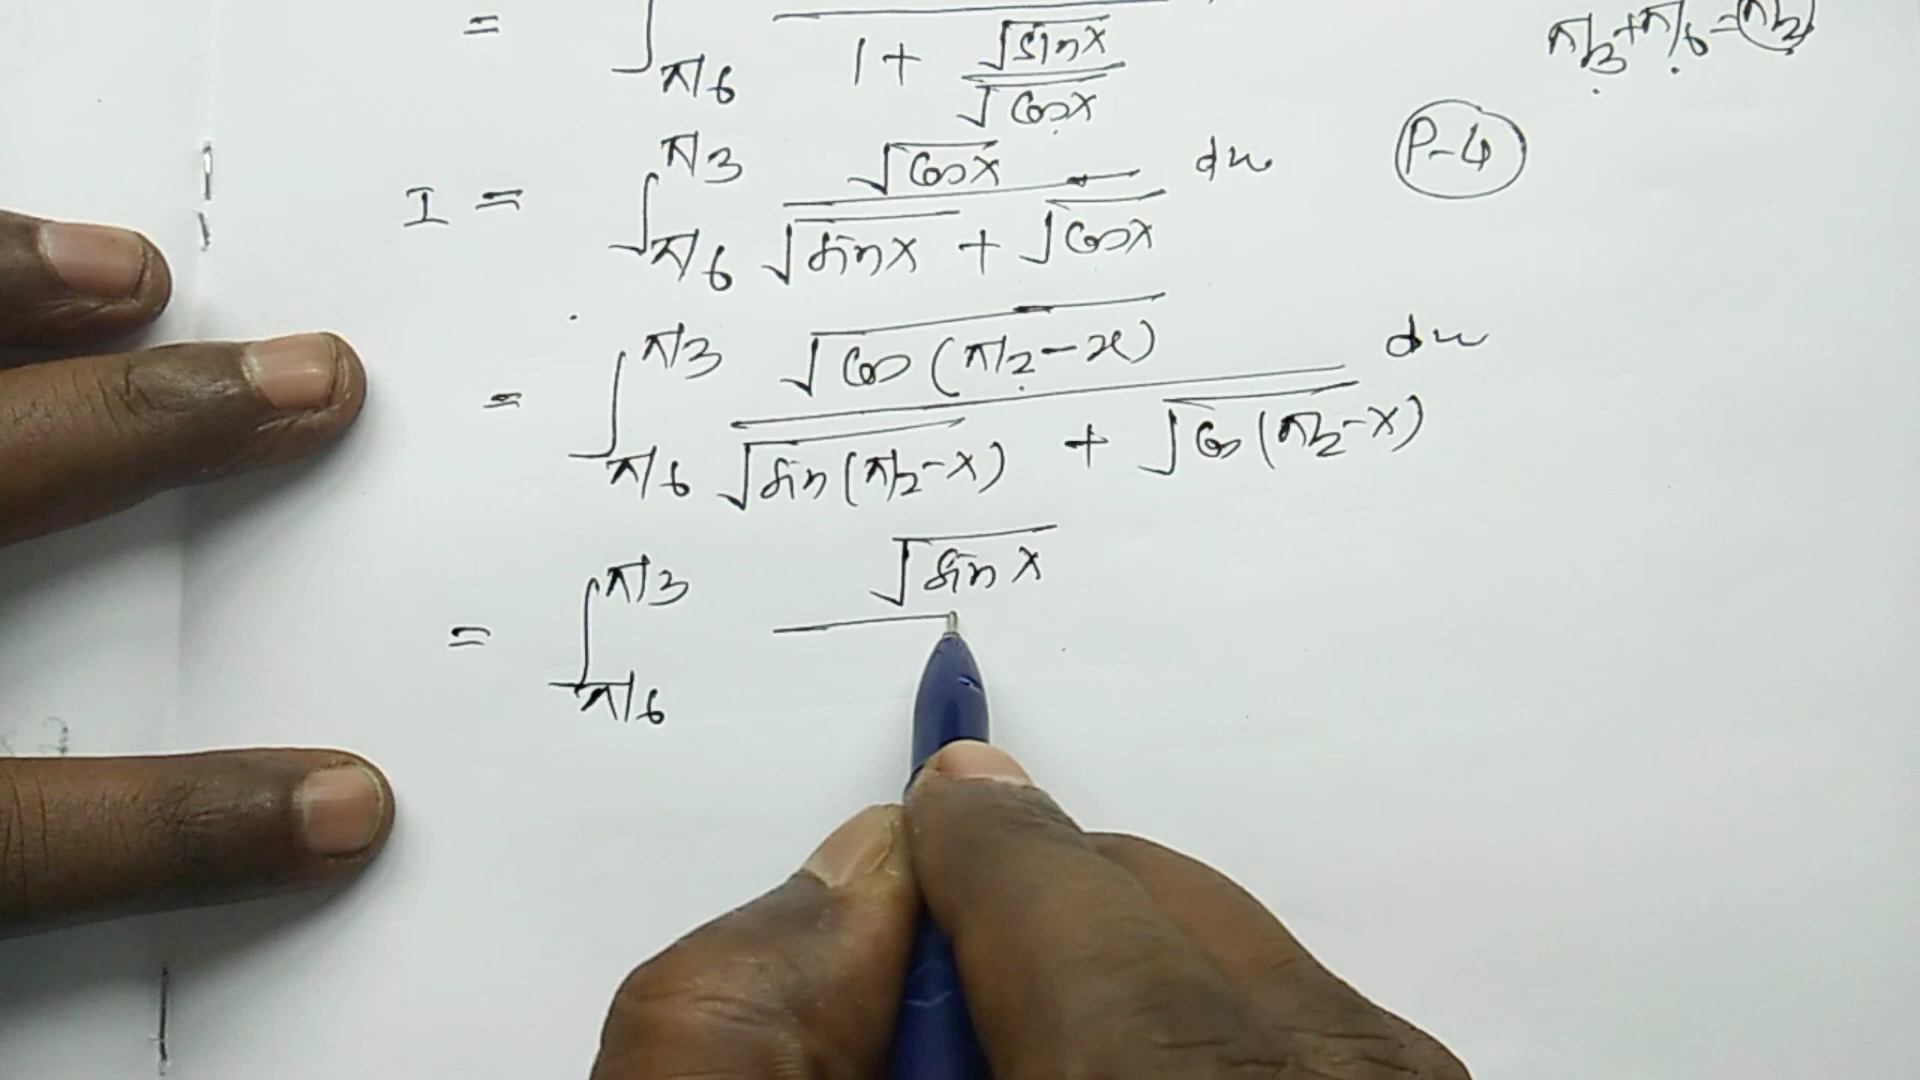 = ∫_{π/6} 1 + √sinx / √cosx
π/3 + π/6 = π/2
I = ∫_{π/6}^{π/3} √cosx / (√sinx + √cosx) dx
P-4
= ∫_{π/6}^{π/3} √cos(π/2-x) / (√sin(π/2-x) + √cos(π/2-x)) dx
= ∫_{π/6}^{π/3} √sinx